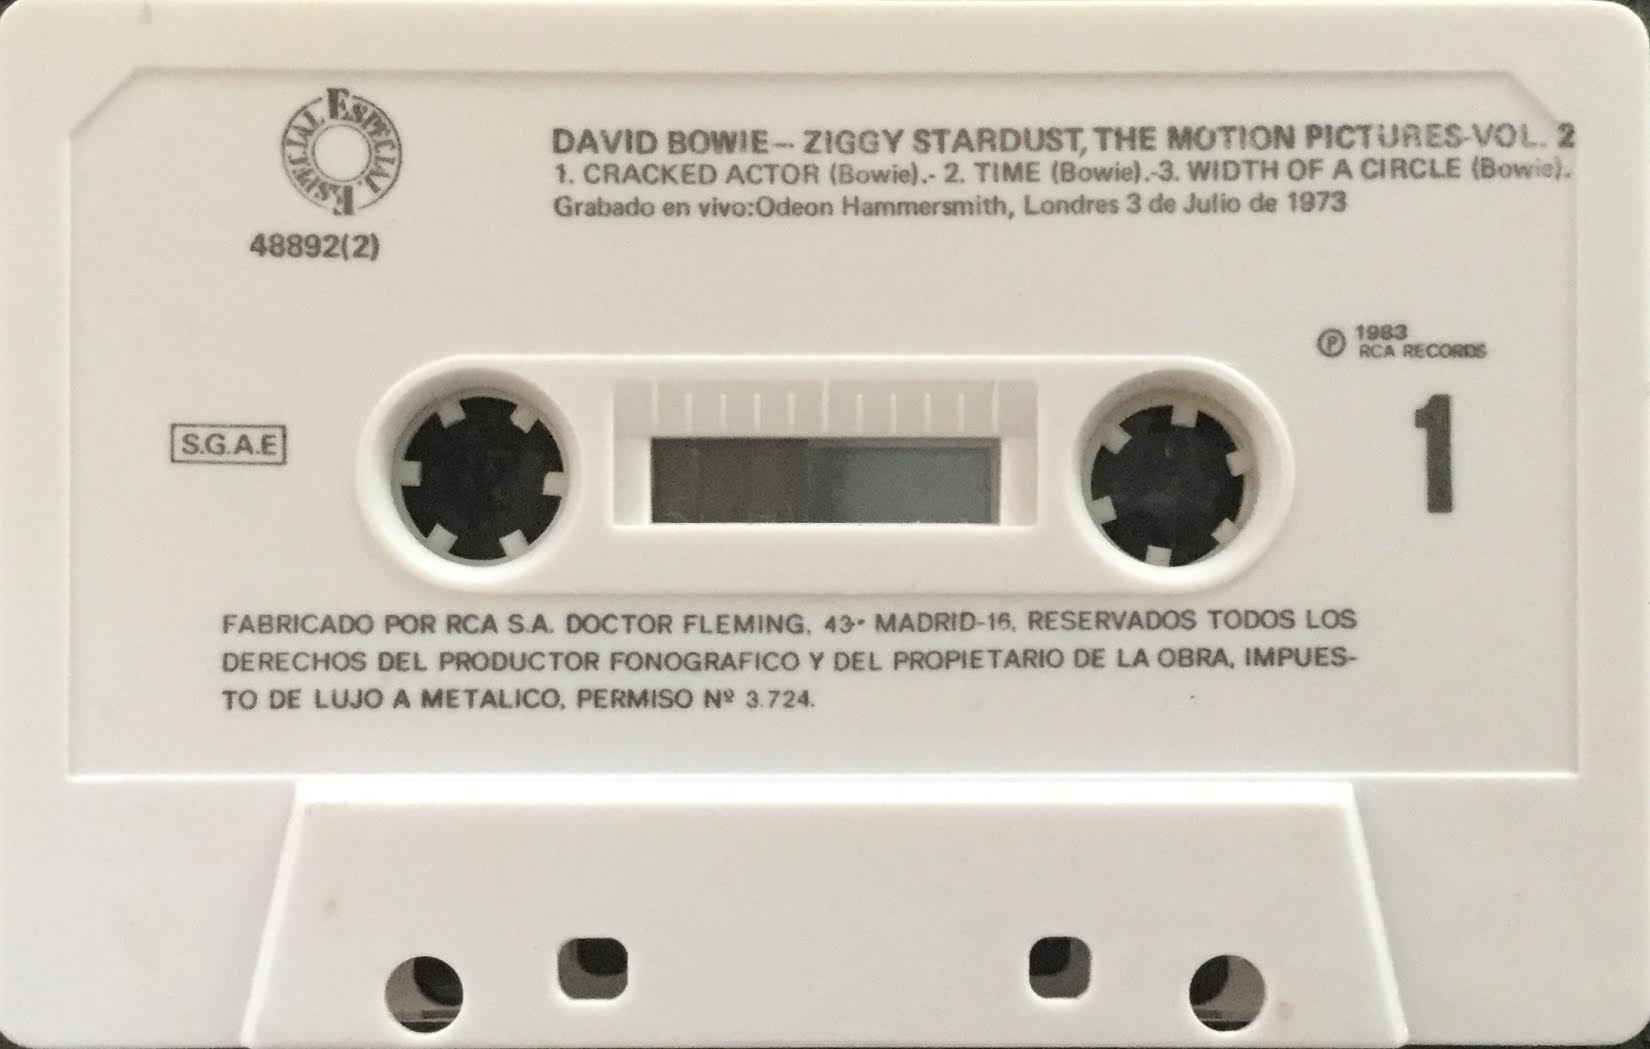 ESPECIAL ESPECIAL
DAVID BOWIE-- ZIGGY STARDUST, THE MOTION PICTURES-VOL. 2
1. CRACKED ACTOR (Bowie).- 2. TIME (Bowie).-3. WIDTH OF A CIRCLE (Bowie).
Grabado en vivo:Odeon Hammersmith, Londres 3 de Julio de 1973
48892(2)
Ⓟ 1983
RCA RECORDS
1
S.G.A.E
FABRICADO POR RCA S.A. DOCTOR FLEMING, 43· MADRID-16, RESERVADOS TODOS LOS
DERECHOS DEL PRODUCTOR FONOGRAFICO Y DEL PROPIETARIO DE LA OBRA, IMPUES-
TO DE LUJO A METALICO, PERMISO Nº 3.724.